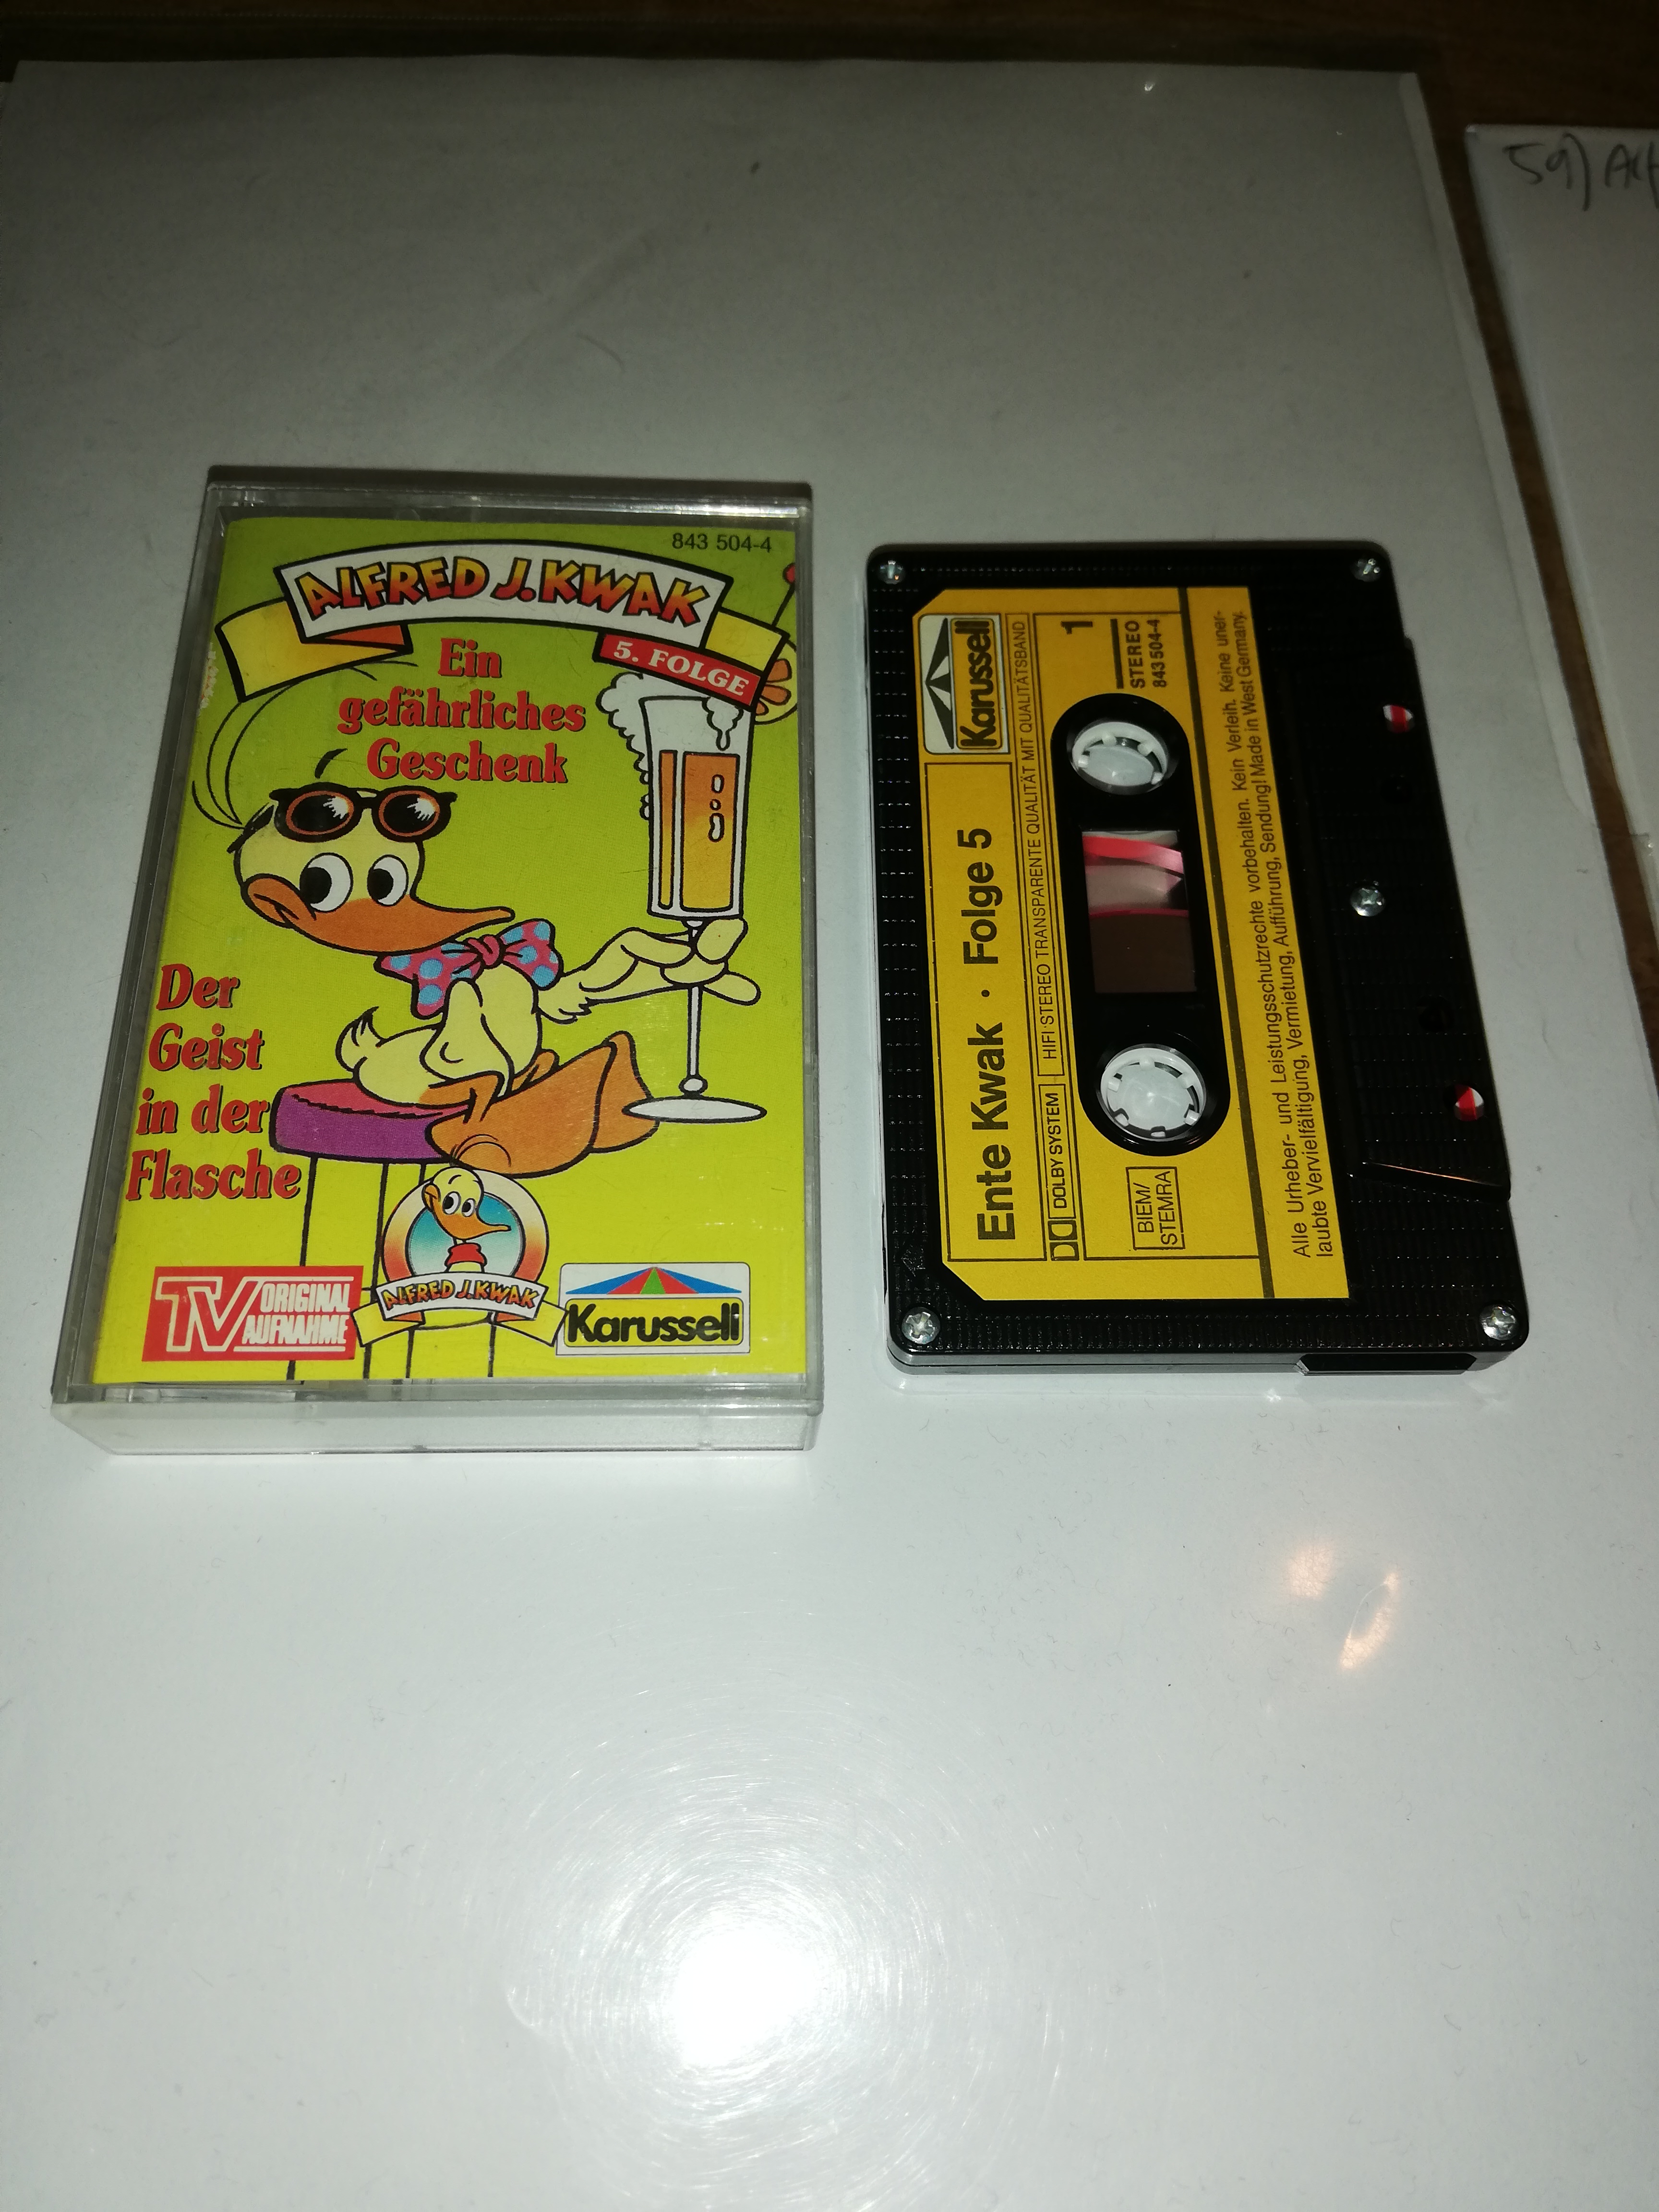 59)
843 504-4
ALFRED J. KWAK
5. FOLGE
Ein
gefährliches
Geschenk
Der
Geist
in der
Flasche
TV ORIGINAL
AUFNAHME
ALFRED J. KWAK
Karussell
Karussell
Ente Kwak · Folge 5
DOLBY SYSTEM HIFI STEREO TRANSPARENTE QUALITÄT MIT QUALITÄTSBAND
1
STEREO
843 504-4
BIEM/
STEMRA
Alle Urheber- und Leistungsschutzrechte vorbehalten. Kein Verleih. Keine uner-
laubte Vervielfältigung, Vermietung, Aufführung, Sendung! Made in West Germany.